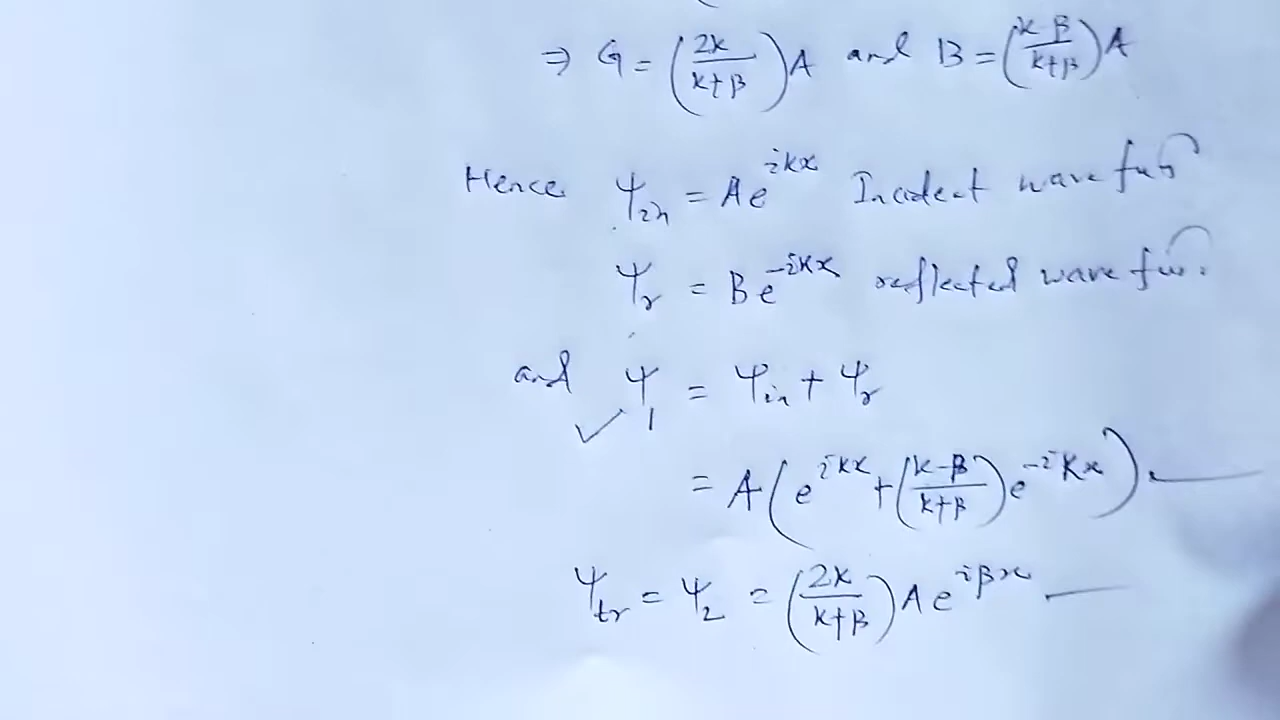 ⇒ G = (2k/k+β)A and B = (k-β/k+β)A
Hence ψin = Ae^ikx Incident wave fun
ψr = Be^-ikx reflected wave fun.
and ψ1 = ψin + ψr
= A(e^ikx + (k-β/k+β)e^-ikx)
ψtr = ψ2 = (2k/k+β)Ae^iβx